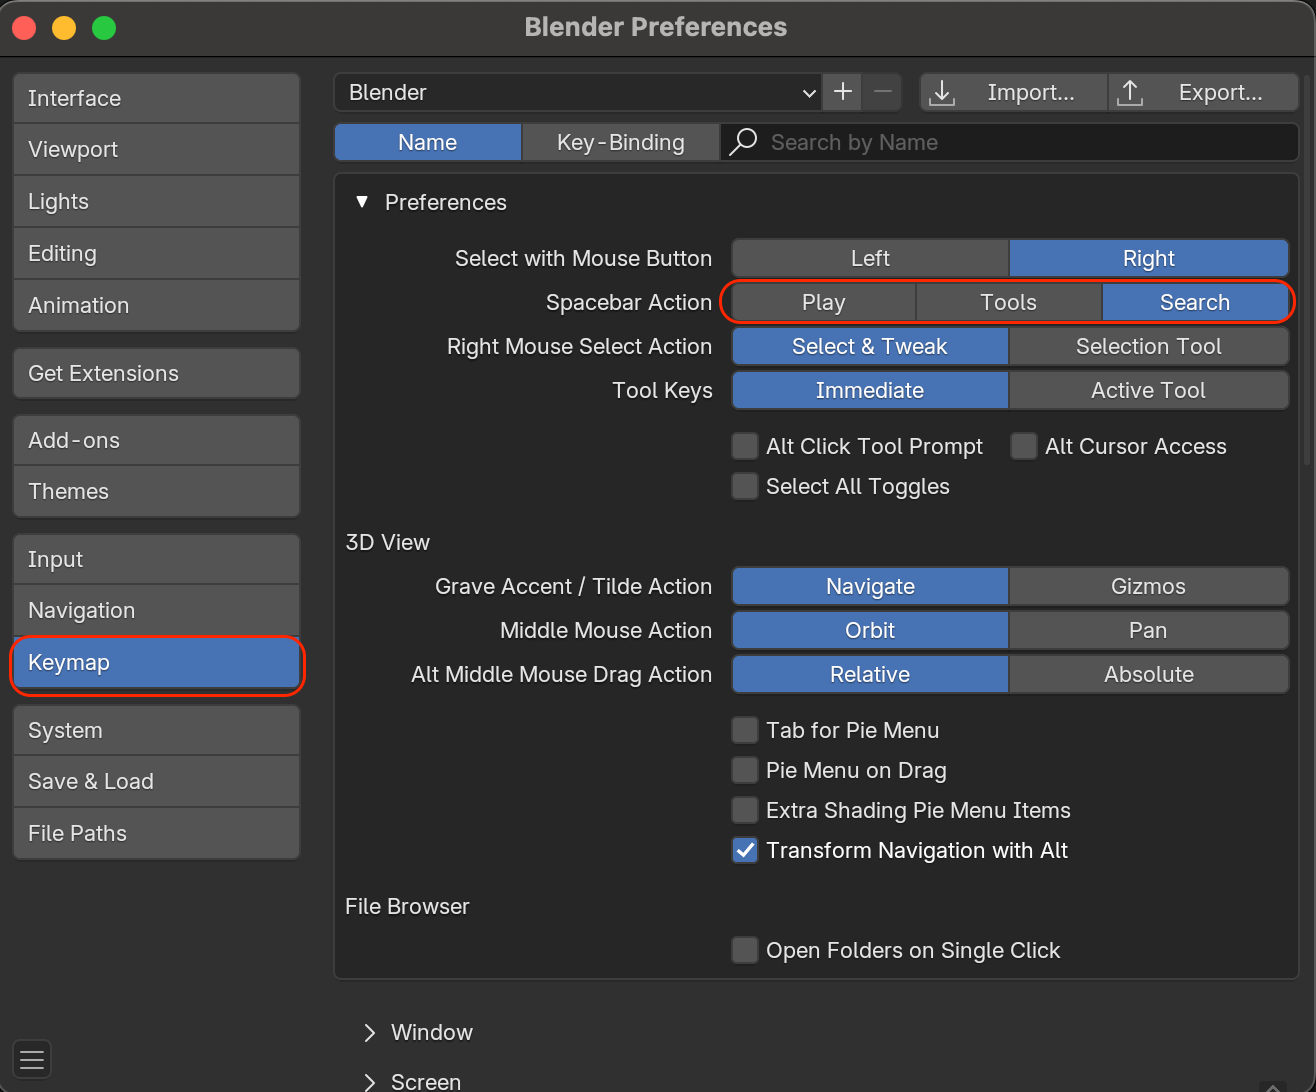 Blender Preferences
Interface
Viewport
Lights
Editing
Animation
Get Extensions
Add-ons
Themes
Input
Navigation
Keymap
System
Save & Load
File Paths
Blender
Import...
Export...
Name
Key-Binding
Search by Name
Preferences
Select with Mouse Button Left Right
Spacebar Action Play Tools Search
Right Mouse Select Action Select & Tweak Selection Tool
Tool Keys Immediate Active Tool
Alt Click Tool Prompt Alt Cursor Access
Select All Toggles
3D View
Grave Accent / Tilde Action Navigate Gizmos
Middle Mouse Action Orbit Pan
Alt Middle Mouse Drag Action Relative Absolute
Tab for Pie Menu
Pie Menu on Drag
Extra Shading Pie Menu Items
Transform Navigation with Alt
File Browser
Open Folders on Single Click
Window
Screen